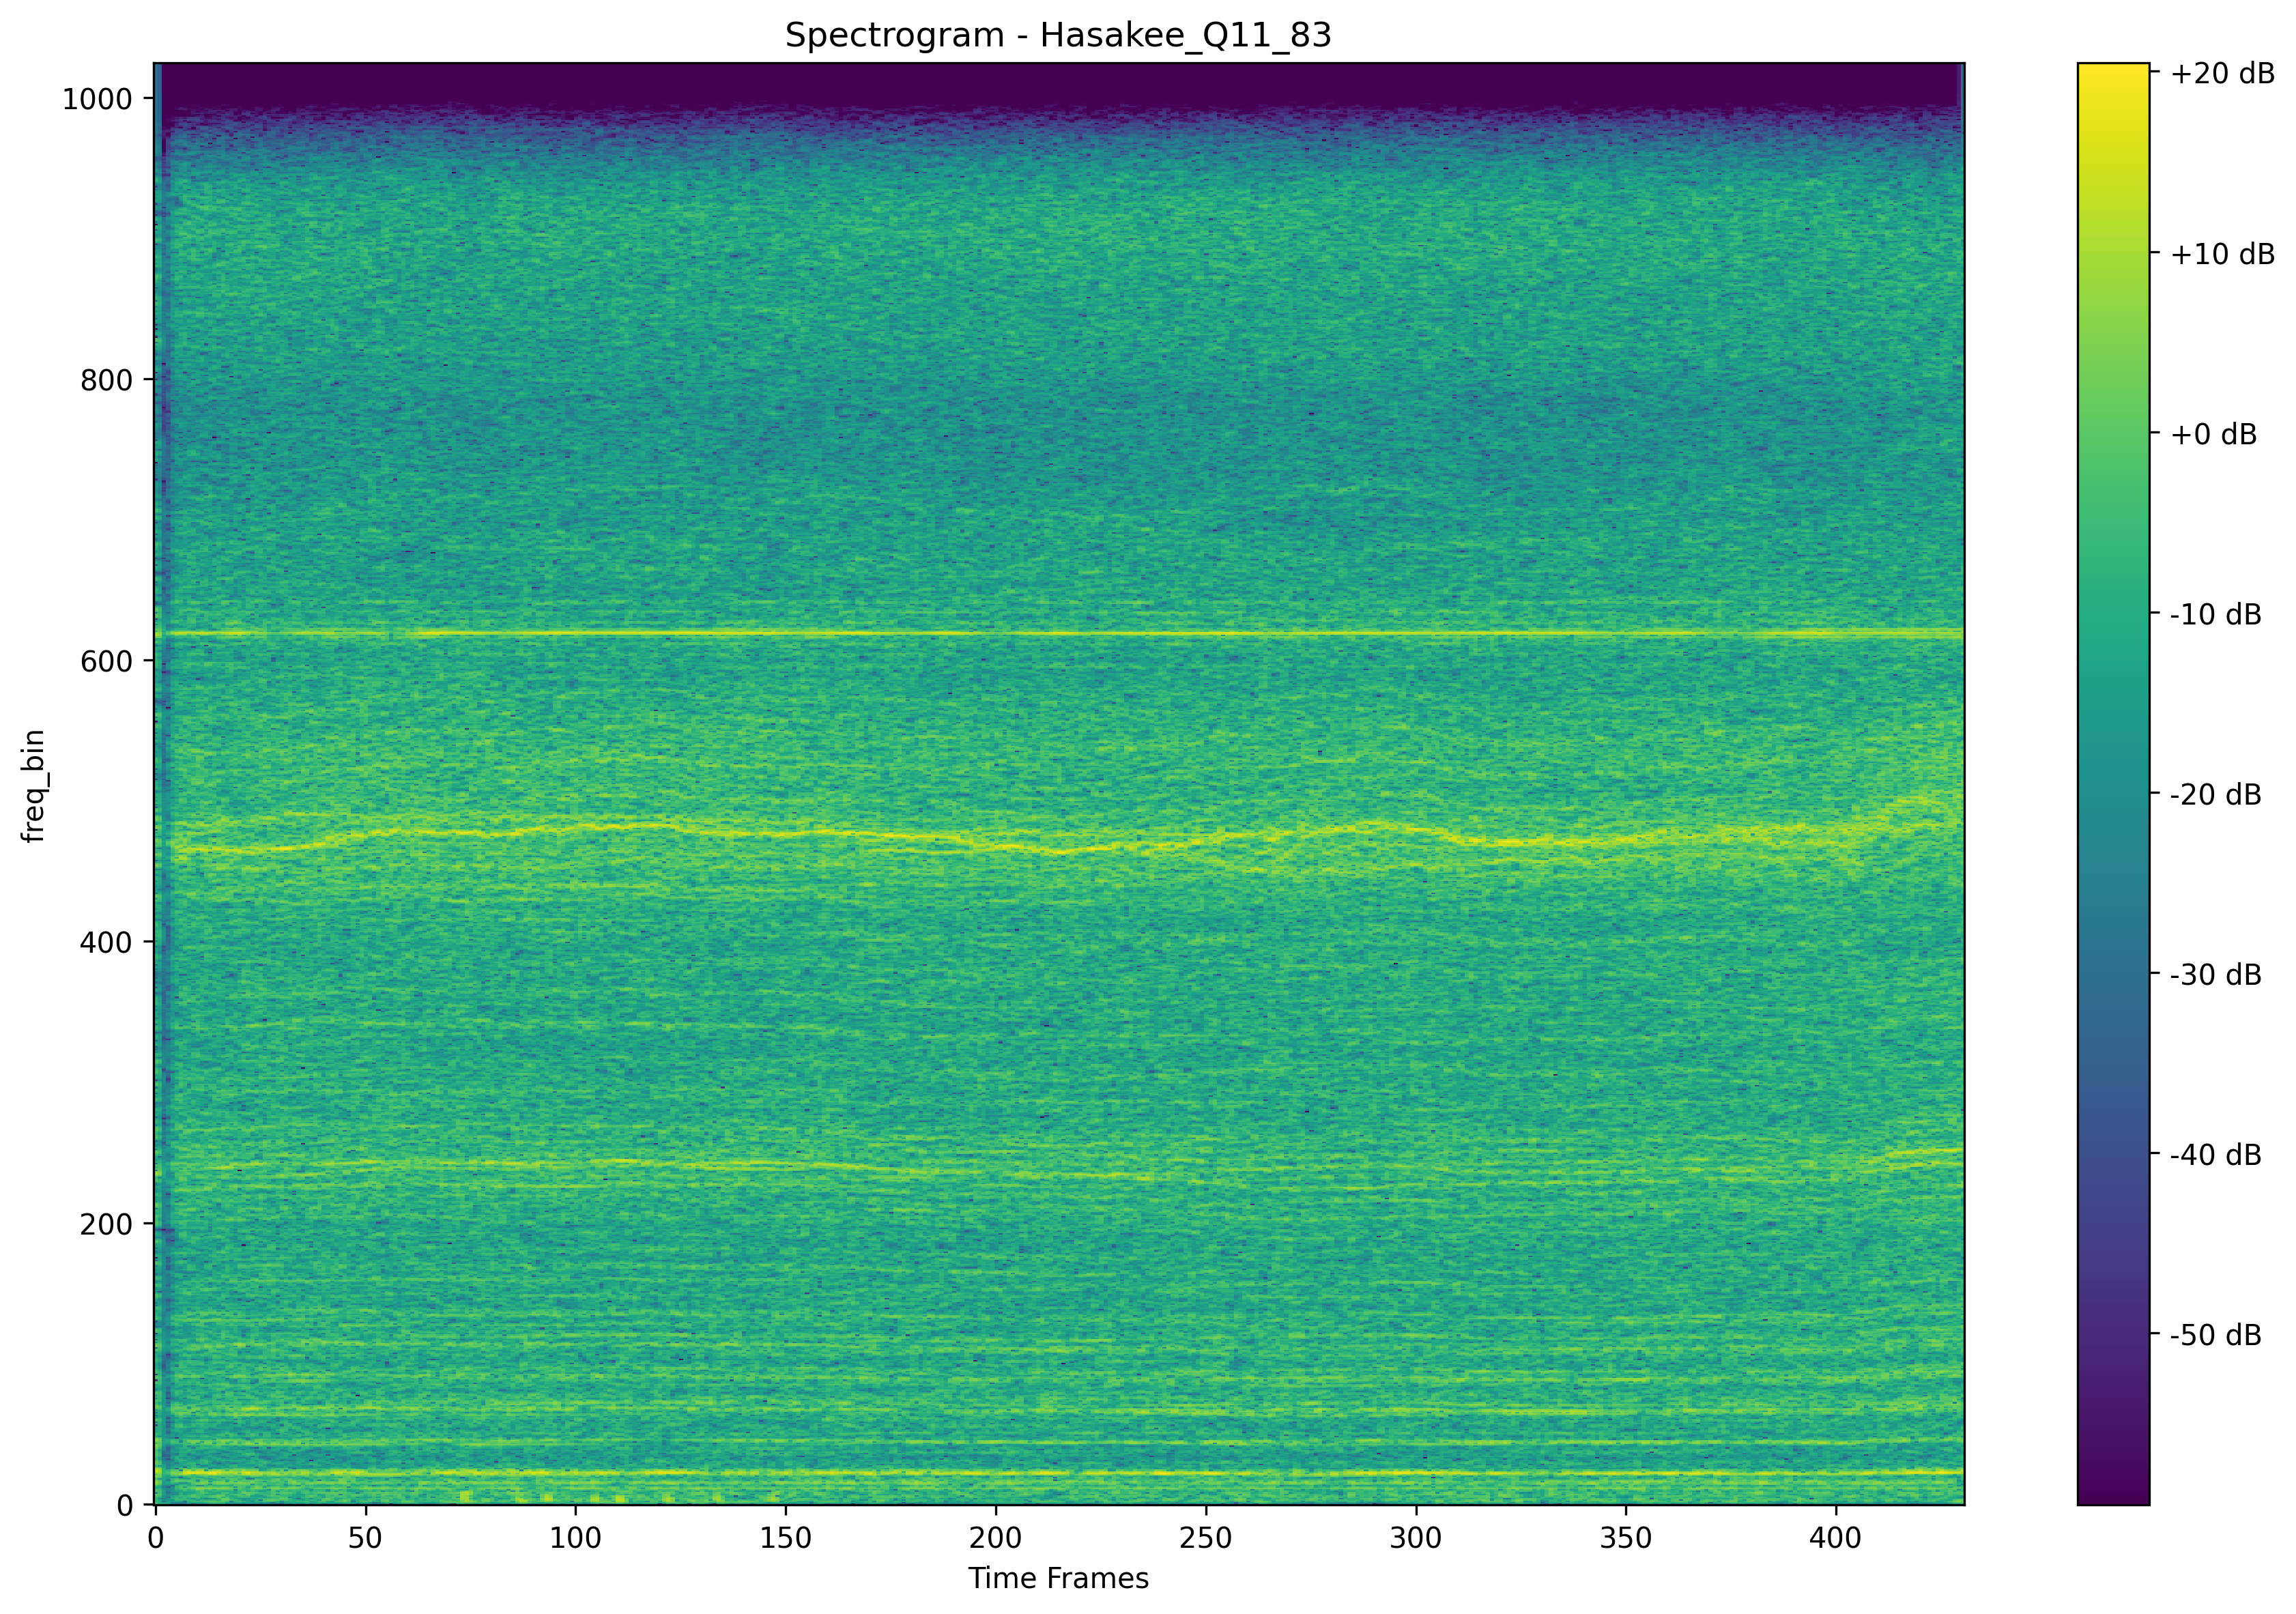 Spectrogram - Hasakee_Q11_83
1000
800
600
400
200
0
freq_bin
0 50 100 150 200 250 300 350 400
Time Frames
+20 dB
+10 dB
+0 dB
-10 dB
-20 dB
-30 dB
-40 dB
-50 dB